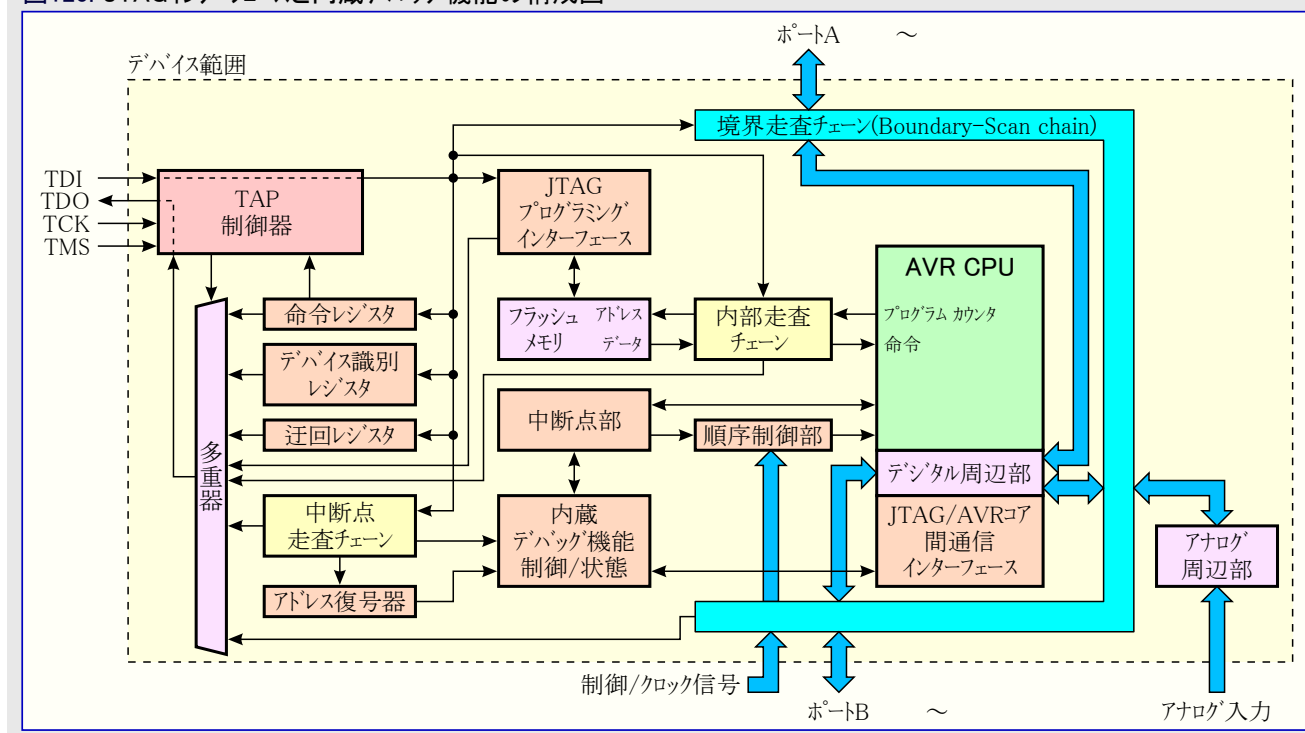 ポートA ～
デバイス範囲
境界走査チェーン(Boundary-Scan chain)
TDI
TDO
TCK
TMS
TAP
制御器
JTAG
プログラミング
インターフェース
AVR CPU
プログラム カウンタ
命令
命令レジスタ
フラッシュ
メモリ
アドレス
データ
内部走査
チェーン
デバイス識別
レジスタ
中断点部
順序制御部
迂回レジスタ
多重器
デジタル周辺部
中断点
走査チェーン
内蔵
デバッグ機能
制御/状態
JTAG/AVRコア
間通信
インターフェース
アナログ
周辺部
アドレス復号器
制御/クロック信号
ポートB ～
アナログ入力